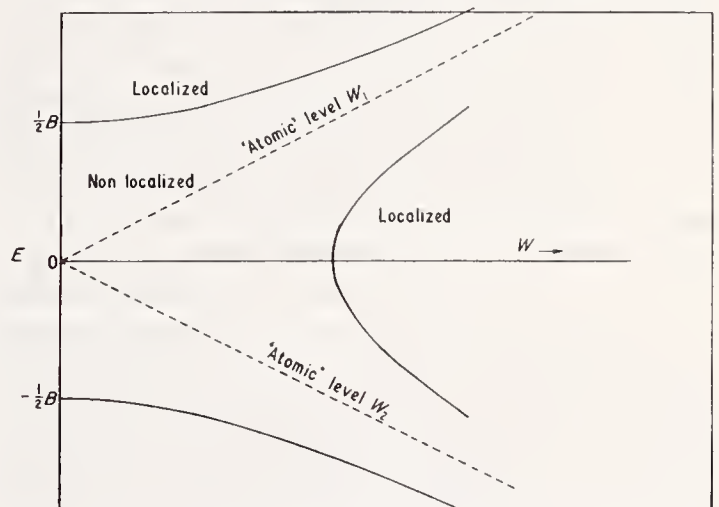 Localized
½B
'Atomic' level W₁
Non localized
Localized
E
0
W →
'Atomic' level W₂
-½B